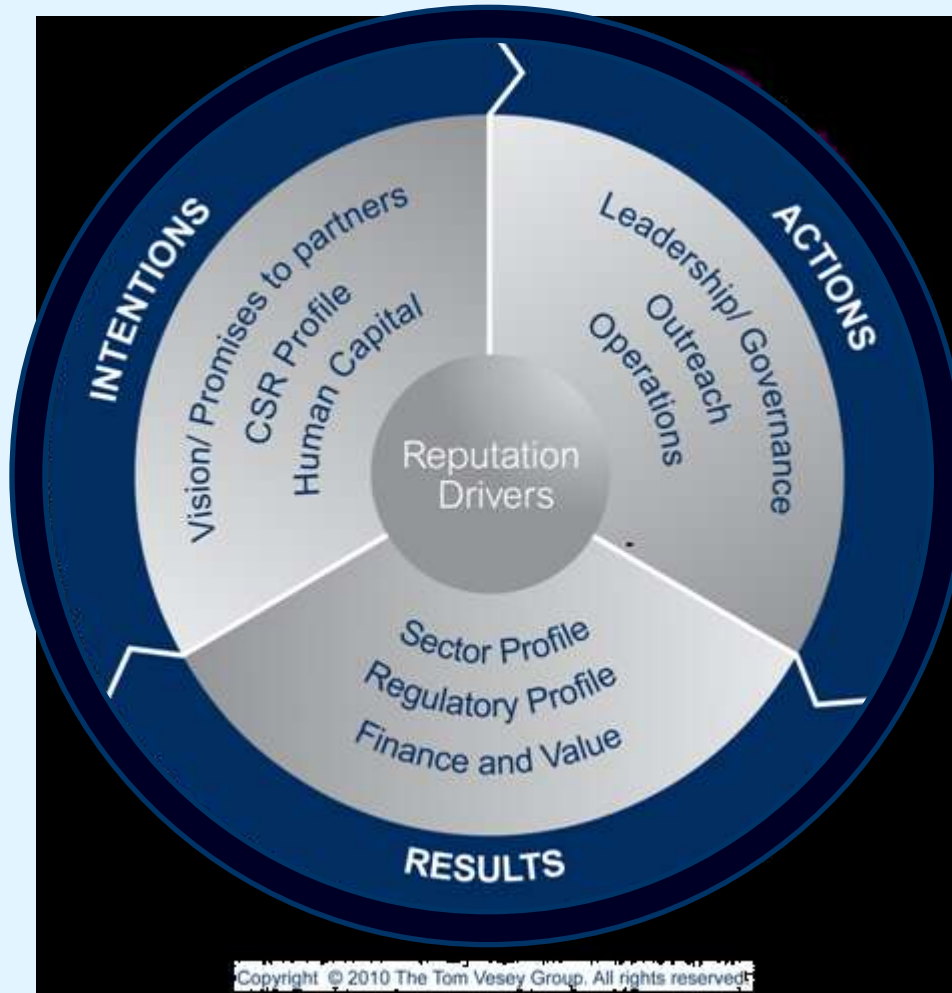 INTENTIONS
Vision/ Promises to partners
CSR Profile
Human Capital
ACTIONS
Leadership/ Governance
Outreach
Operations
Reputation
Drivers
Sector Profile
Regulatory Profile
Finance and Value
RESULTS
Copyright © 2010 The Tom Vesey Group. All rights reserved